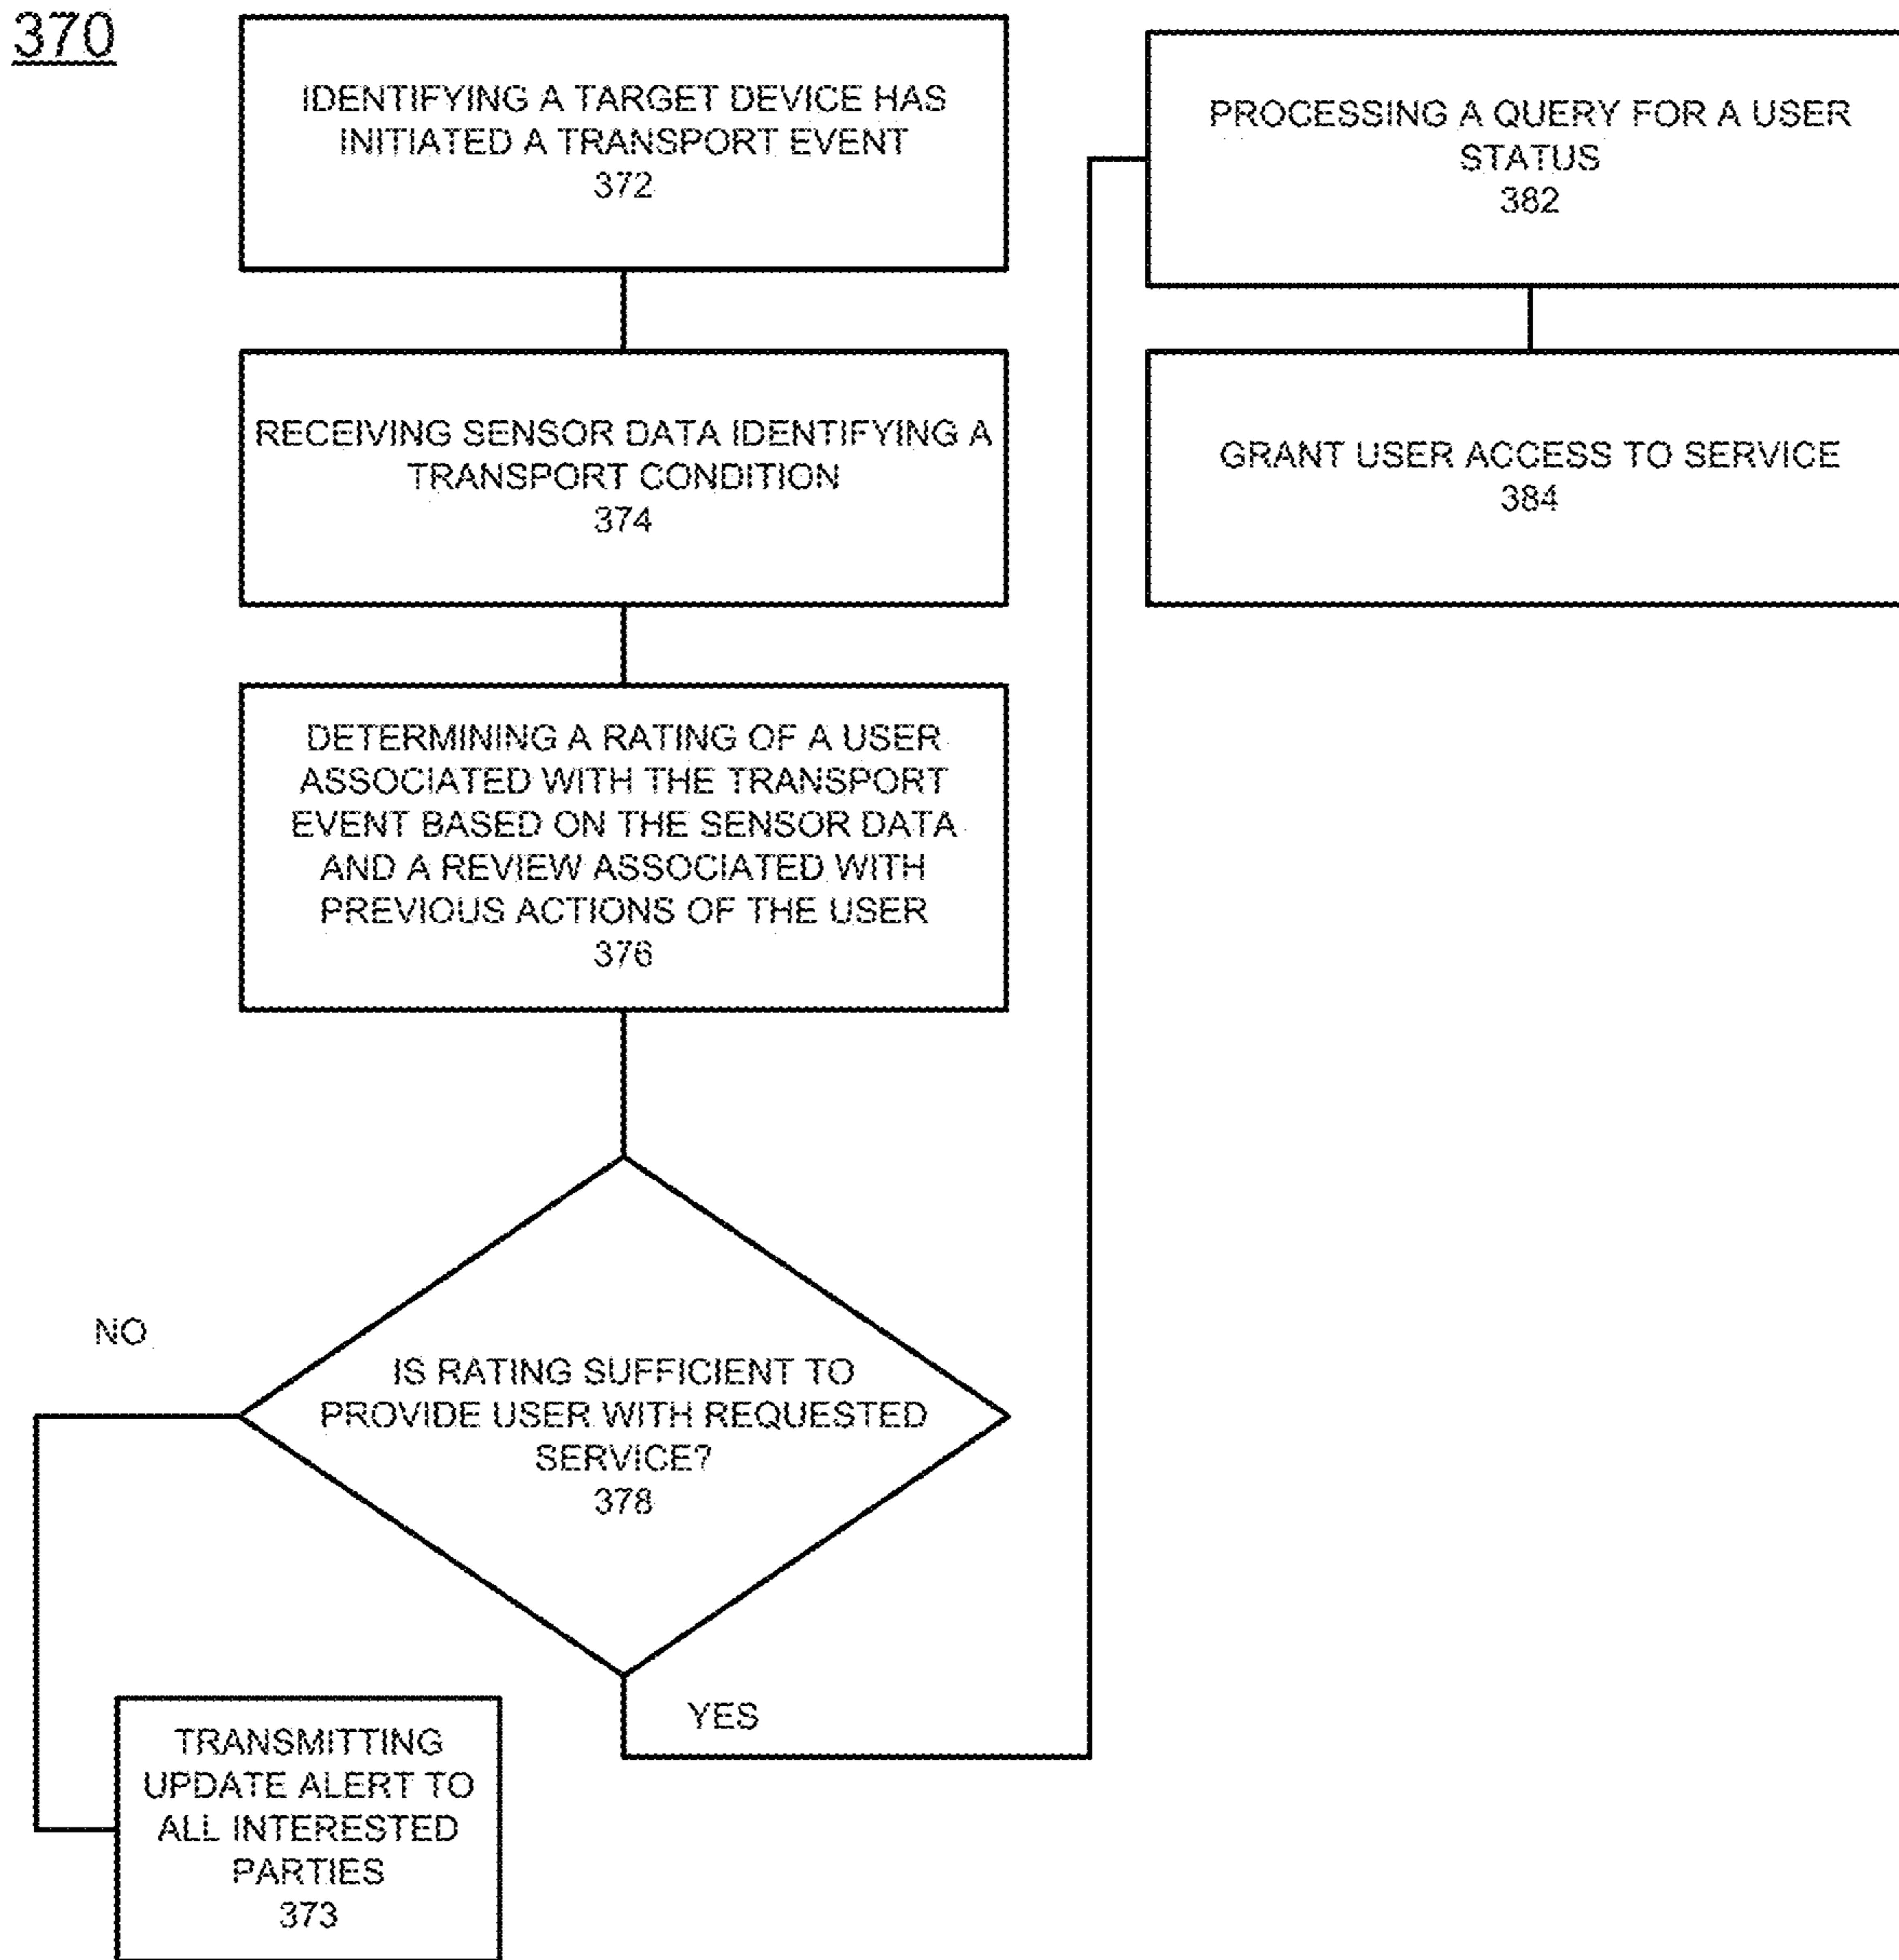 370
IDENTIFYING A TARGET DEVICE HAS
INITIATED A TRANSPORT EVENT
372
RECEIVING SENSOR DATA IDENTIFYING A
TRANSPORT CONDITION
374
DETERMINING A RATING OF A USER
ASSOCIATED WITH THE TRANSPORT
EVENT BASED ON THE SENSOR DATA
AND A REVIEW ASSOCIATED WITH
PREVIOUS ACTIONS OF THE USER
376
IS RATING SUFFICIENT TO
PROVIDE USER WITH REQUESTED
SERVICE?
378
NO
TRANSMITTING
UPDATE ALERT TO
ALL INTERESTED
PARTIES
373
YES
PROCESSING A QUERY FOR A USER
STATUS
382
GRANT USER ACCESS TO SERVICE
384